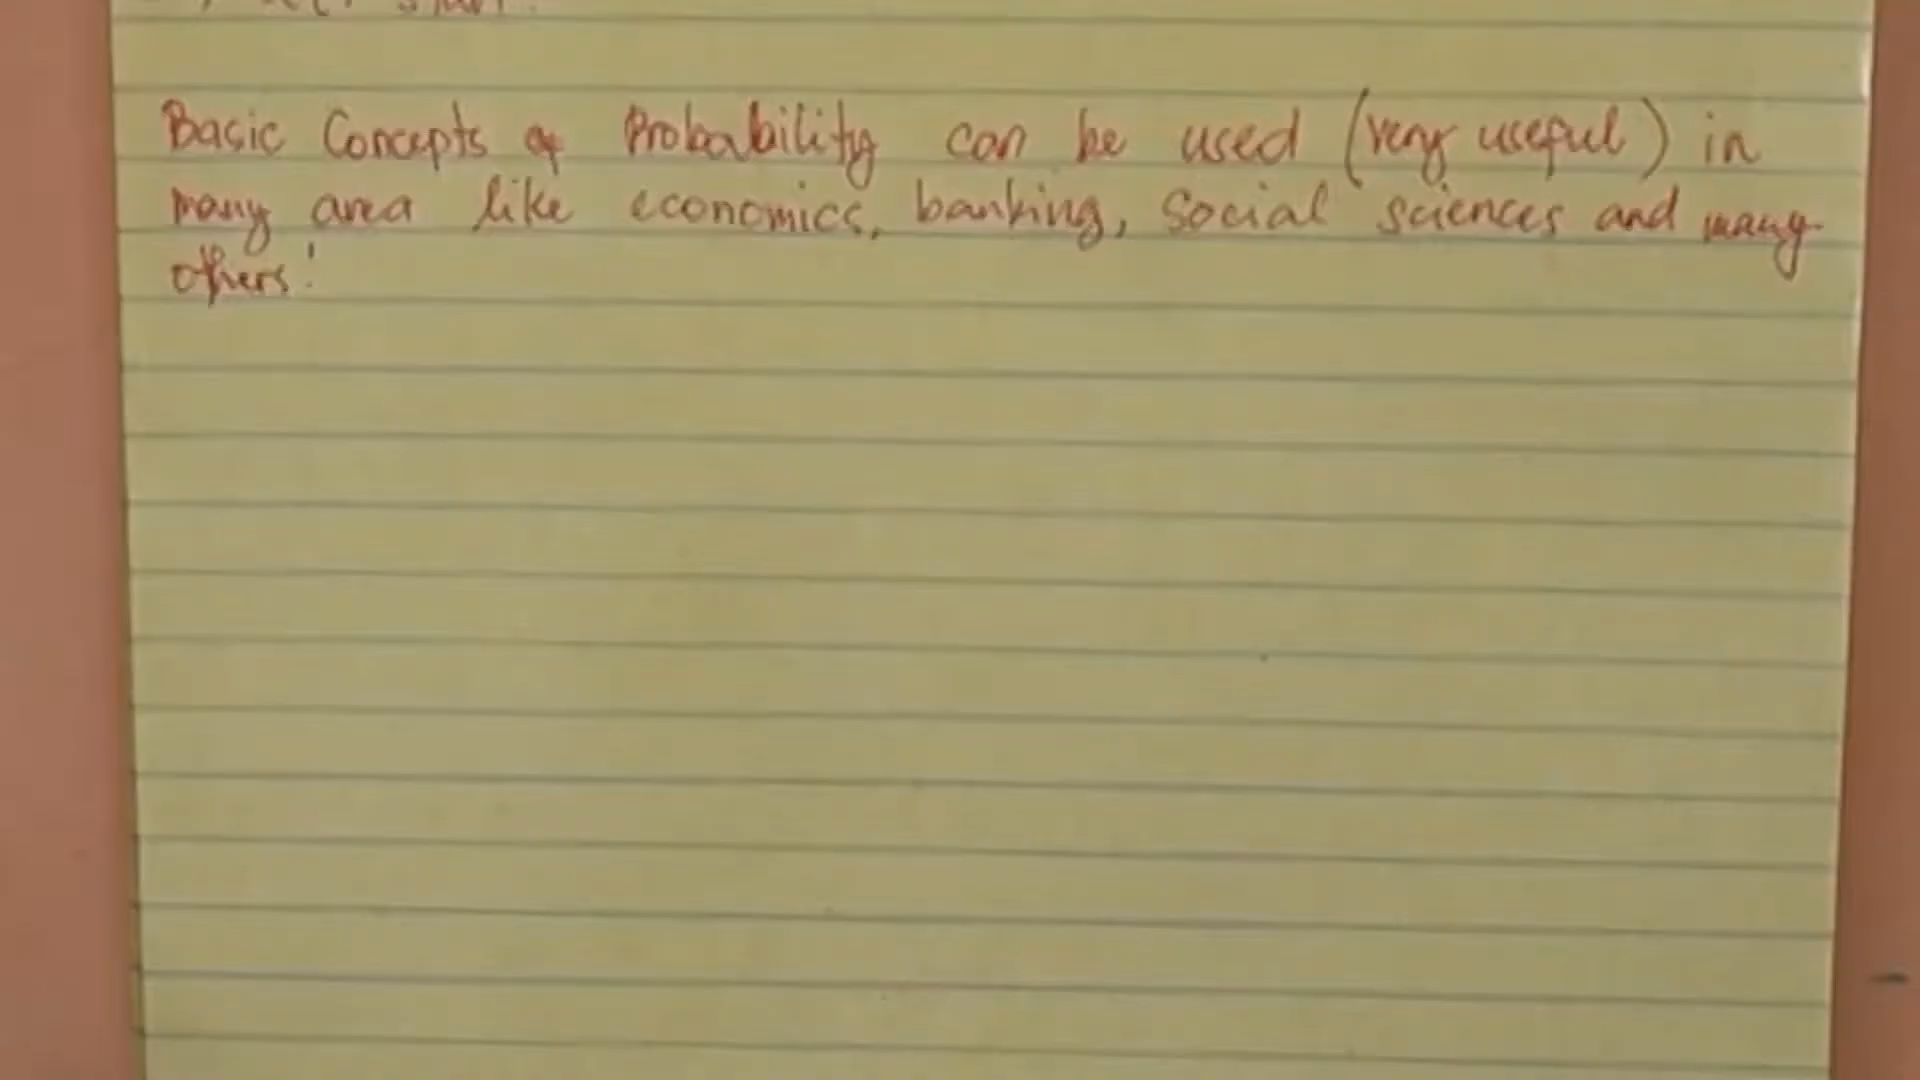 Basic Concepts of Probability can be used (very useful) in
many area like economics, banking, social sciences and many
others!